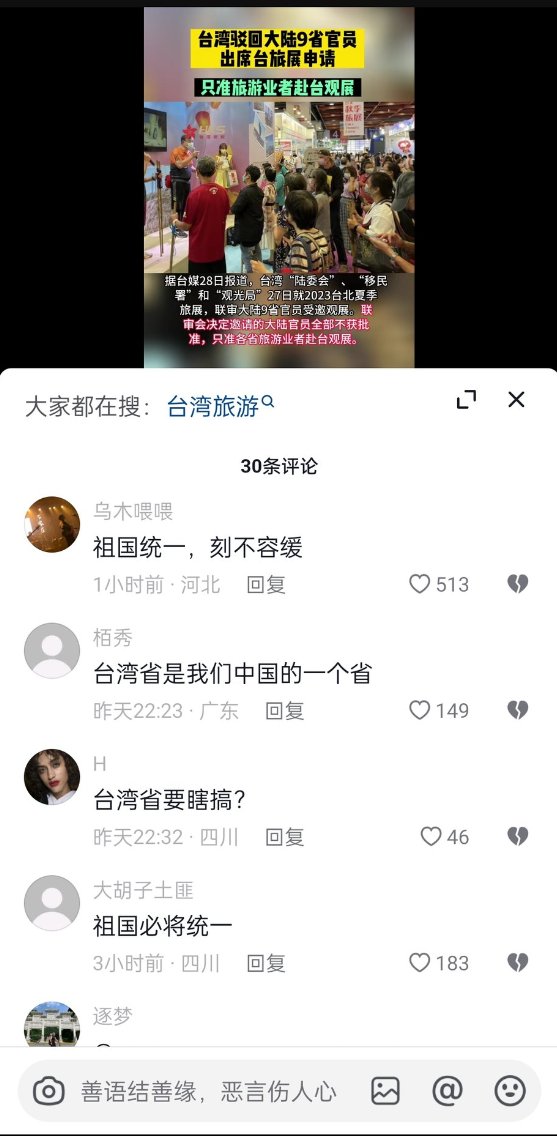 台湾驳回大陆9省官员
出席台旅展申请
只准旅游业者赴台观展
秋季
旅展
据台媒28日报道，台湾“陆委会”、“移民
署”和“观光局”27日就2023台北夏季
旅展，联审大陆9省官员受邀观展。联
审会决定邀请的大陆官员全部不获批
准，只准各省旅游业者赴台观展。
大家都在搜：台湾旅游
30条评论
乌木喂喂
祖国统一，刻不容缓
1小时前 · 河北 回复 513
栢秀
台湾省是我们中国的一个省
昨天22:23 · 广东 回复 149
H
台湾省要瞎搞？
昨天22:32 · 四川 回复 46
大胡子土匪
祖国必将统一
3小时前 · 四川 回复 183
逐梦
善语结善缘，恶言伤人心